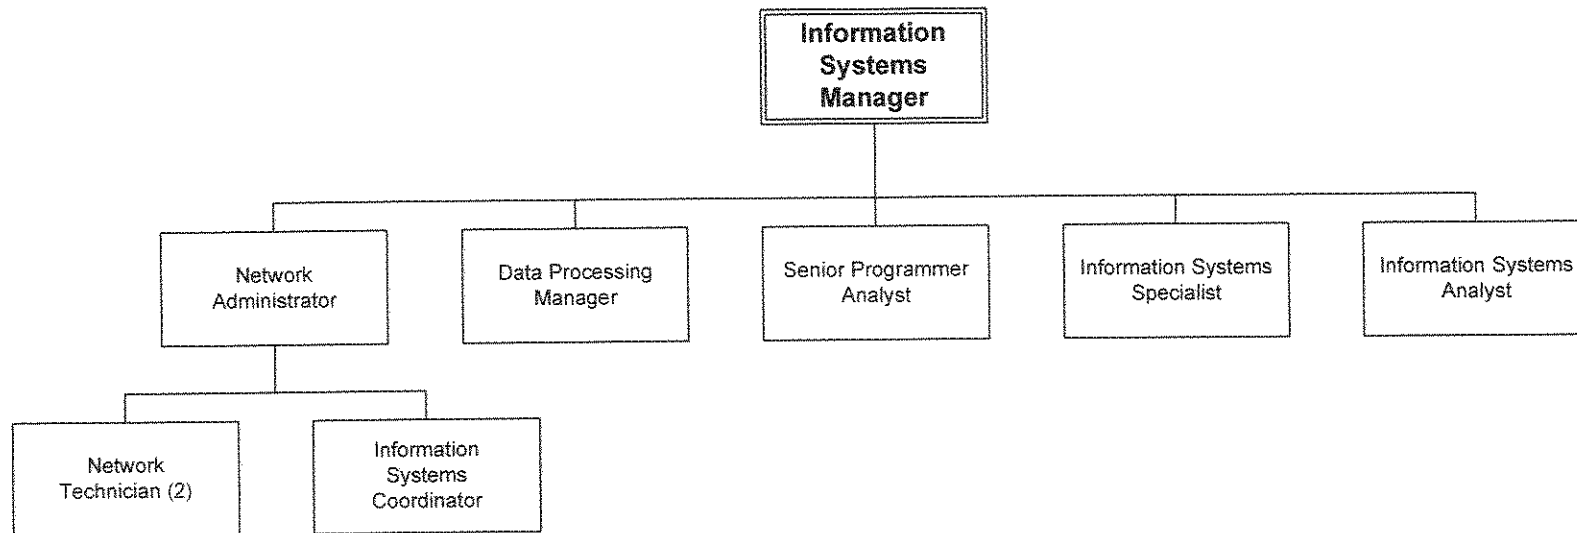 Information
Systems
Manager
Network
Administrator
Data Processing
Manager
Senior Programmer
Analyst
Information Systems
Specialist
Information Systems
Analyst
Network
Technician (2)
Information
Systems
Coordinator